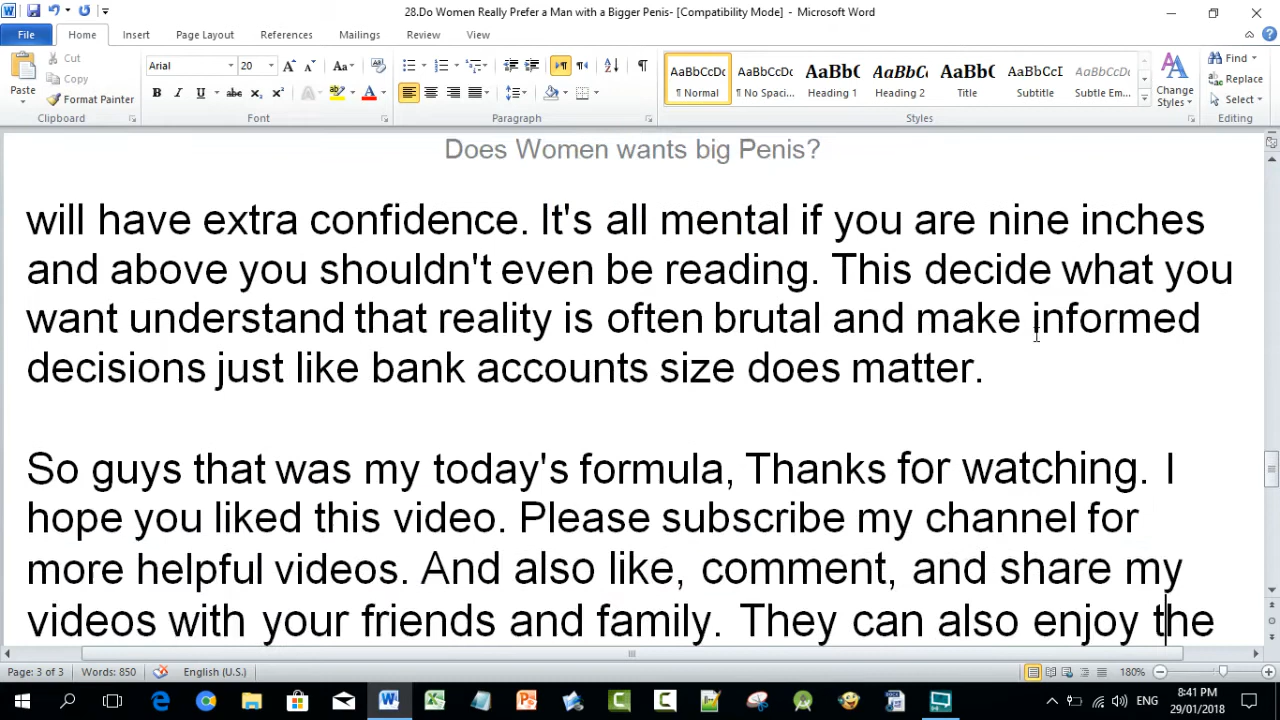 28.Do Women Really Prefer a Man with a Bigger Penis- [Compatibility Mode] - Microsoft Word
File Home Insert Page Layout References Mailings Review View
Cut
Copy
Format Painter
Paste
Clipboard
Arial 20
Font
Paragraph
AaBbCcDc AaBbCcDc AaBbC AaBbCc AaBbC AaBbCcI AaBbCcDc
¶ Normal ¶ No Spaci... Heading 1 Heading 2 Title Subtitle Subtle Em...
Change
Styles
Styles
Find
Replace
Select
Editing
Does Women wants big Penis?
will have extra confidence. It's all mental if you are nine inches
and above you shouldn't even be reading. This decide what you
want understand that reality is often brutal and make informed
decisions just like bank accounts size does matter.
So guys that was my today's formula, Thanks for watching. I
hope you liked this video. Please subscribe my channel for
more helpful videos. And also like, comment, and share my
videos with your friends and family. They can also enjoy the
Page: 3 of 3 Words: 850 English (U.S.) 180%
ENG
8:41 PM
29/01/2018